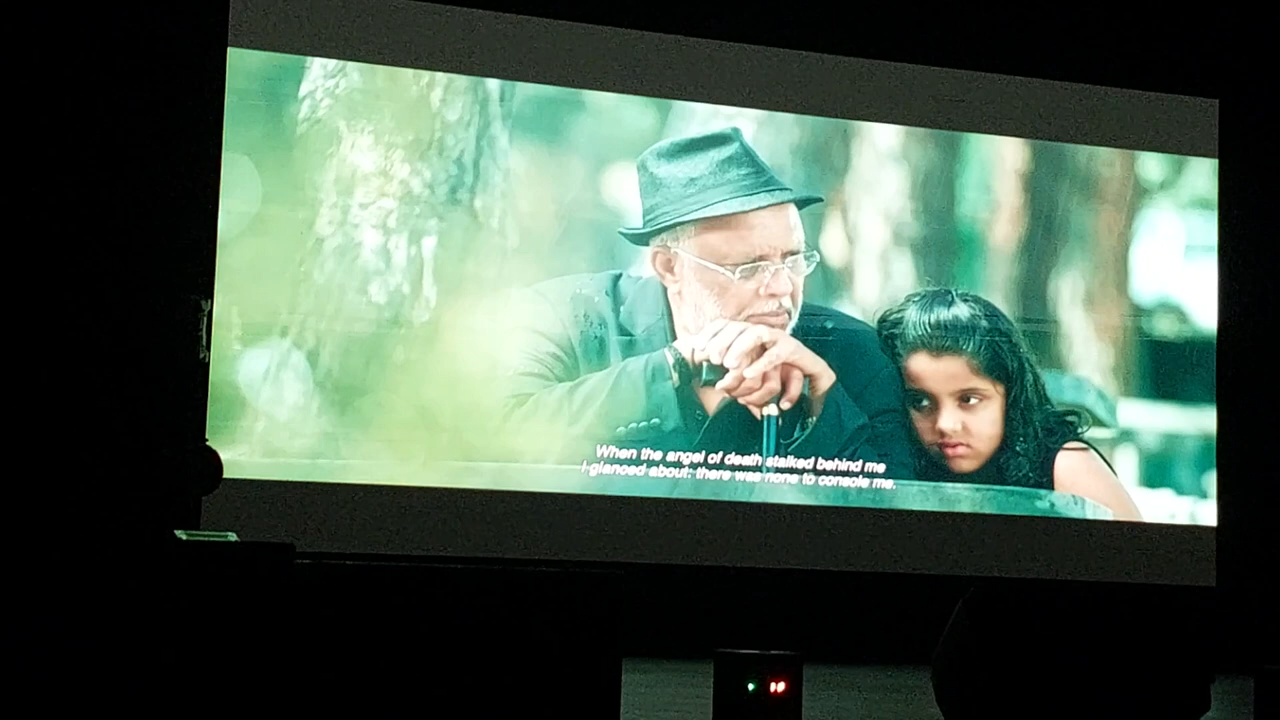 When the angel of death stalked behind me
I glanced about: there was none to console me.